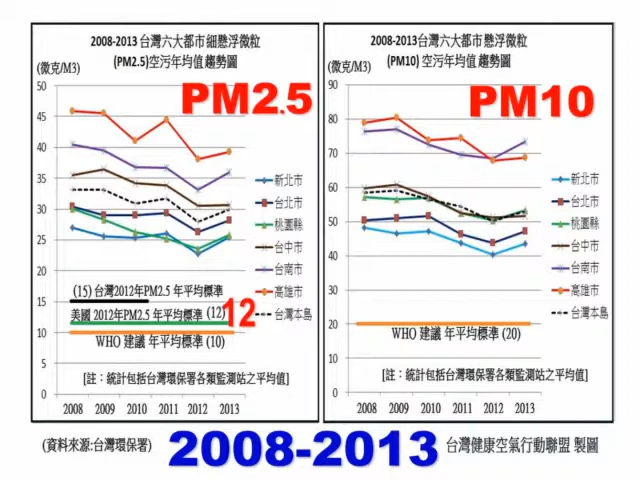 2008-2013 台灣六大都市 細懸浮微粒
(PM2.5)空污年均值 趨勢圖
(微克/M3)
PM2.5
50
45
40
35
30
25
20
15
10
5
0
新北市
台北市
桃園縣
台中市
台南市
高雄市
台灣本島
(15) 台灣2012年PM2.5 年平均標準
美國 2012年PM2.5 年平均標準 (12)
12
WHO 建議 年平均標準 (10)
[註：統計包括台灣環保署各類監測站之平均值]
2008 2009 2010 2011 2012 2013
2008-2013 台灣六大都市 懸浮微粒
(PM10) 空污年均值 趨勢圖
(微克/M3)
PM10
90
80
70
60
50
40
30
20
10
0
新北市
台北市
桃園縣
台中市
台南市
高雄市
台灣本島
WHO 建議 年平均標準 (20)
[註：統計包括台灣環保署各類監測站之平均值]
2008 2009 2010 2011 2012 2013
(資料來源:台灣環保署)
2008-2013
台灣健康空氣行動聯盟 製圖